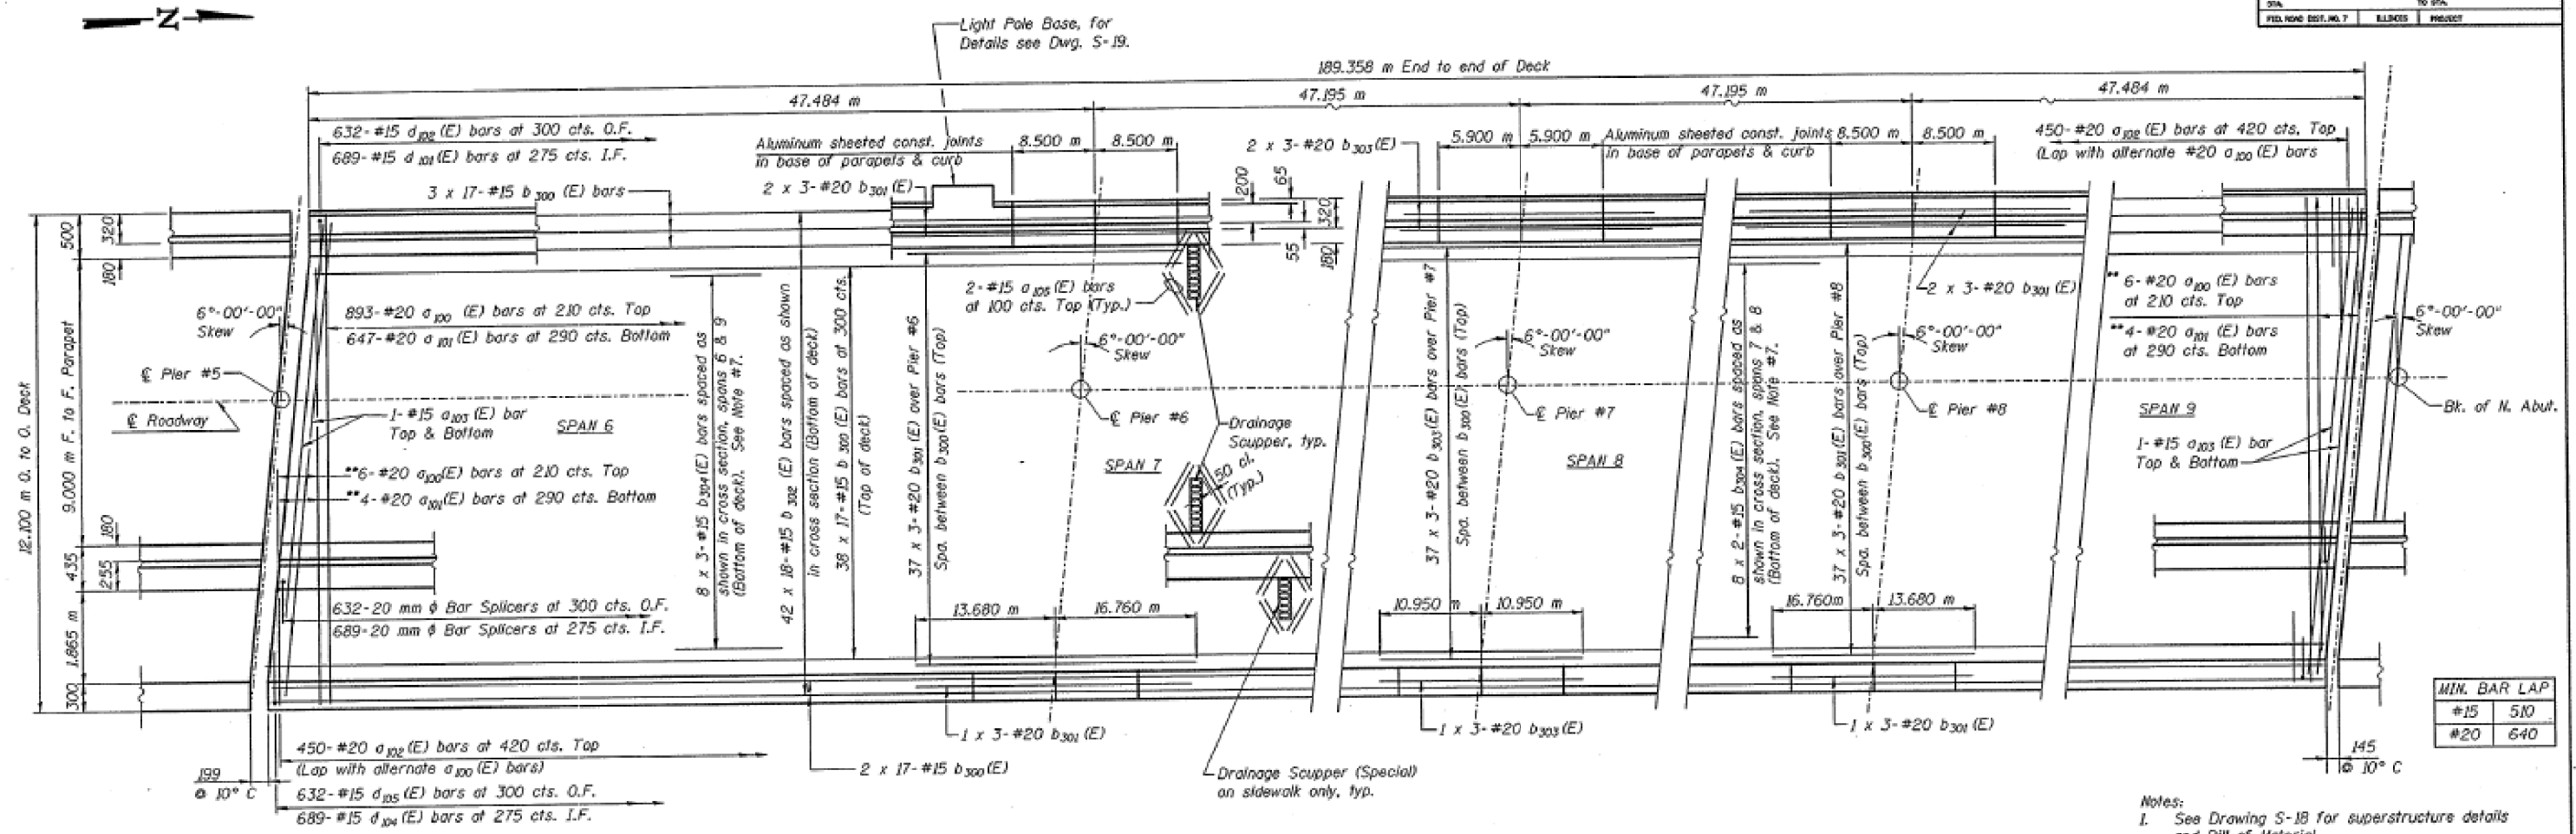 STA. TO STA.
FED. ROAD DIST. NO. 7 ILLINOIS PROJECT
Z
Light Pole Base, for
Details see Dwg. S-19.
189.358 m End to end of Deck
47.484 m
47.195 m
47.195 m
47.484 m
632-#15 d102 (E) bars at 300 cts. O.F.
689-#15 d101 (E) bars at 275 cts. I.F.
3 x 17-#15 b300 (E) bars
Aluminum sheeted const. joints
in base of parapets & curb
2 x 3-#20 b301 (E)
8.500 m
8.500 m
2 x 3-#20 b303 (E)
5.900 m
5.900 m
Aluminum sheeted const. joints
in base of parapets & curb
8.500 m
8.500 m
450-#20 a102 (E) bars at 420 cts. Top
(Lap with alternate #20 a100 (E) bars
200
65
320
55
180
12.100 m O. to O. Deck
500
320
180
9.000 m F. to F. Parapet
180
435
255
1.865 m
300
6°-00'-00"
Skew
893-#20 a100 (E) bars at 210 cts. Top
647-#20 a101 (E) bars at 290 cts. Bottom
℄ Pier #5
℄ Roadway
1-#15 a103 (E) bar
Top & Bottom
SPAN 6
**6-#20 a100(E) bars at 210 cts. Top
**4-#20 a101(E) bars at 290 cts. Bottom
632-20 mm ϕ Bar Splicers at 300 cts. O.F.
689-20 mm ϕ Bar Splicers at 275 cts. I.F.
8 x 3-#15 b304(E) bars spaced as
shown in cross section, spans 6 & 9
(Bottom of deck). See Note #7.
42 x 18-#15 b302 (E) bars spaced as shown
in cross section (Bottom of deck)
38 x 17-#15 b300 (E) bars at 300 cts.
(Top of deck)
37 x 3-#20 b301 (E) over Pier #6
Spa. between b300(E) bars (Top)
2-#15 a105 (E) bars
at 100 cts. Top (Typ.)
6°-00'-00"
Skew
℄ Pier #6
SPAN 7
Drainage
Scupper, typ.
50 cl.
(Typ.)
13.680 m
16.760 m
37 x 3-#20 b303(E) bars over Pier #7
Spa. between b300(E) bars (Top)
6°-00'-00"
Skew
℄ Pier #7
SPAN 8
10.950 m
10.950 m
8 x 2-#15 b304(E) bars spaced as
shown in cross section, spans 7 & 8
(Bottom of deck). See Note #7.
37 x 3-#20 b301(E) bars over Pier #8
Spa. between b300(E) bars (Top)
2 x 3-#20 b301 (E)
6°-00'-00"
Skew
℄ Pier #8
16.760m
13.680 m
**6-#20 a100 (E) bars
at 210 cts. Top
**4-#20 a101 (E) bars
at 290 cts. Bottom
6°-00'-00"
Skew
SPAN 9
1-#15 a103 (E) bar
Top & Bottom
Bk. of N. Abut.
450-#20 a102 (E) bars at 420 cts. Top
(Lap with alternate a100 (E) bars)
632-#15 d105 (E) bars at 300 cts. O.F.
689-#15 d104 (E) bars at 275 cts. I.F.
199
@ 10° C
2 x 17-#15 b300 (E)
1 x 3-#20 b301 (E)
Drainage Scupper (Special)
on sidewalk only, typ.
1 x 3-#20 b303 (E)
1 x 3-#20 b301 (E)
145
@ 10° C
MIN. BAR LAP
#15 510
#20 640
Notes:
1. See Drawing S-18 for superstructure details
and Bill of Material